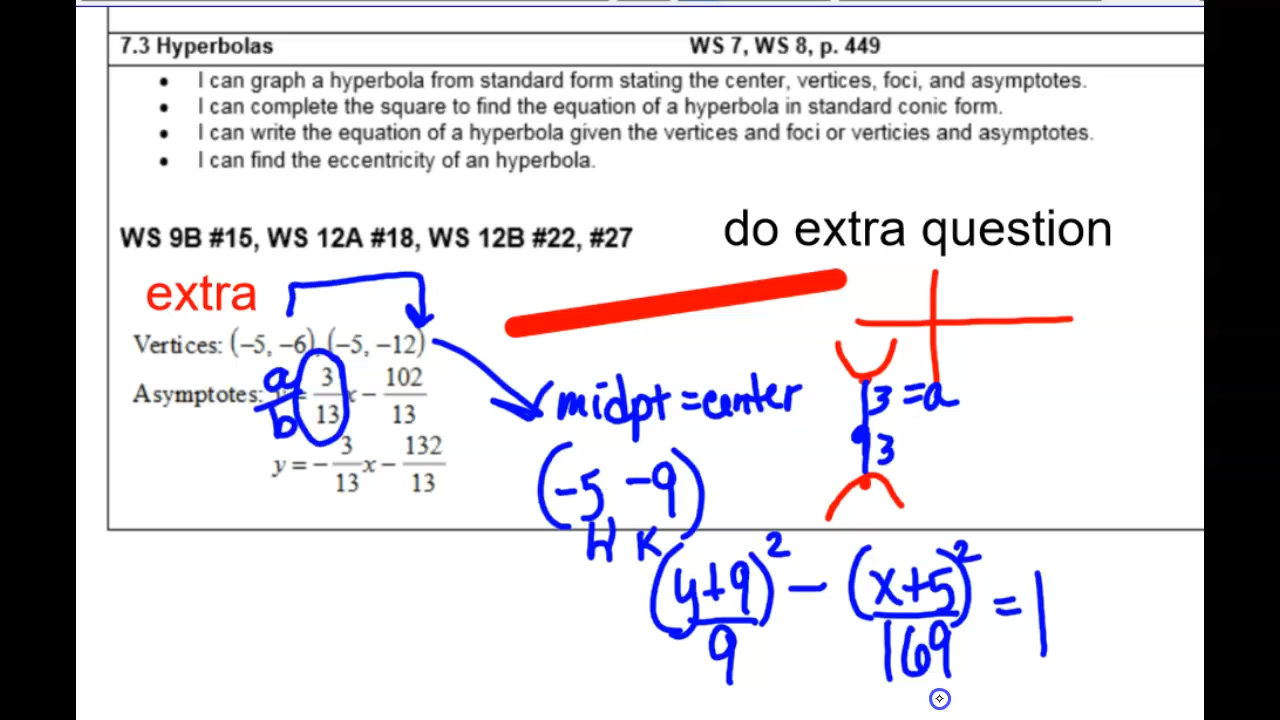 7.3 Hyperbolas WS 7, WS 8, p. 449
• I can graph a hyperbola from standard form stating the center, vertices, foci, and asymptotes.
• I can complete the square to find the equation of a hyperbola in standard conic form.
• I can write the equation of a hyperbola given the vertices and foci or verticies and asymptotes.
• I can find the eccentricity of an hyperbola.
WS 9B #15, WS 12A #18, WS 12B #22, #27
do extra question
extra
Vertices: (−5, −6), (−5, −12)
Asymptotes: a/b = 3/13 x − 102/13
y = − 3/13 x − 132/13
midpt = center
(-5 -9)
H K
3 = a
3
(y+9)²/9 − (x+5)²/169 = 1